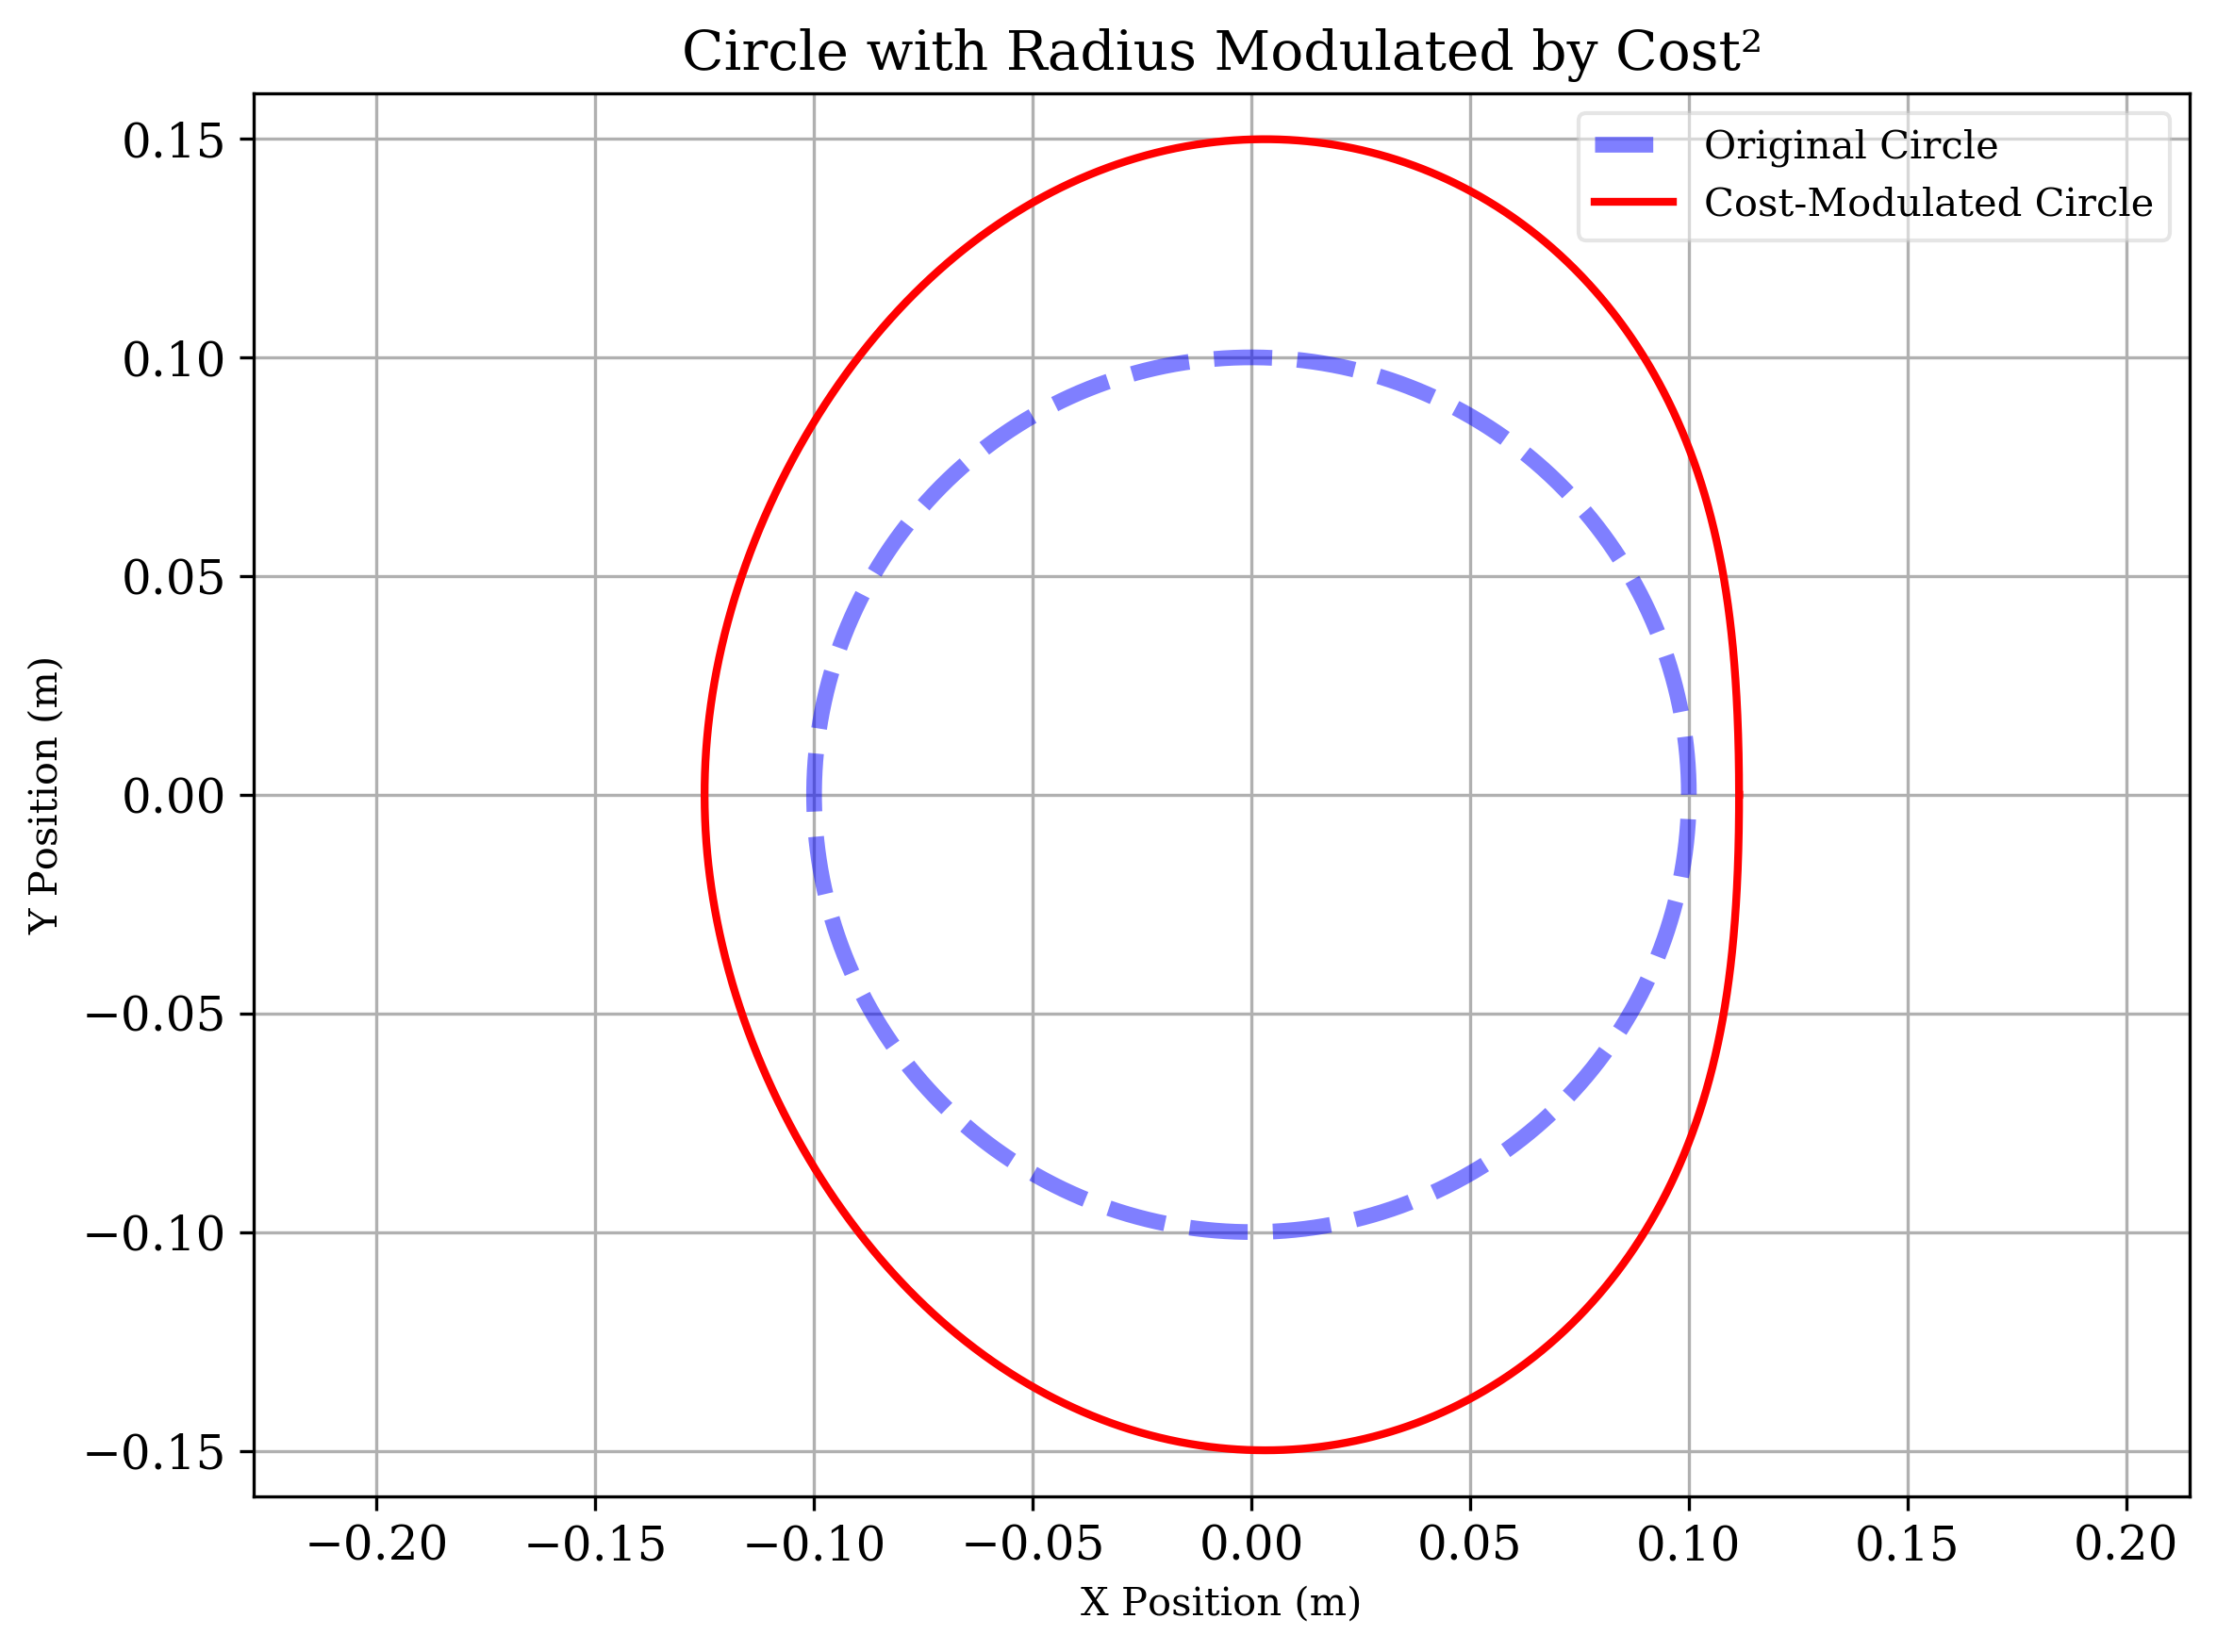 Circle with Radius Modulated by Cost²
Original Circle
Cost-Modulated Circle
0.15
0.10
0.05
0.00
−0.05
−0.10
−0.15
Y Position (m)
−0.20 −0.15 −0.10 −0.05 0.00 0.05 0.10 0.15 0.20
X Position (m)